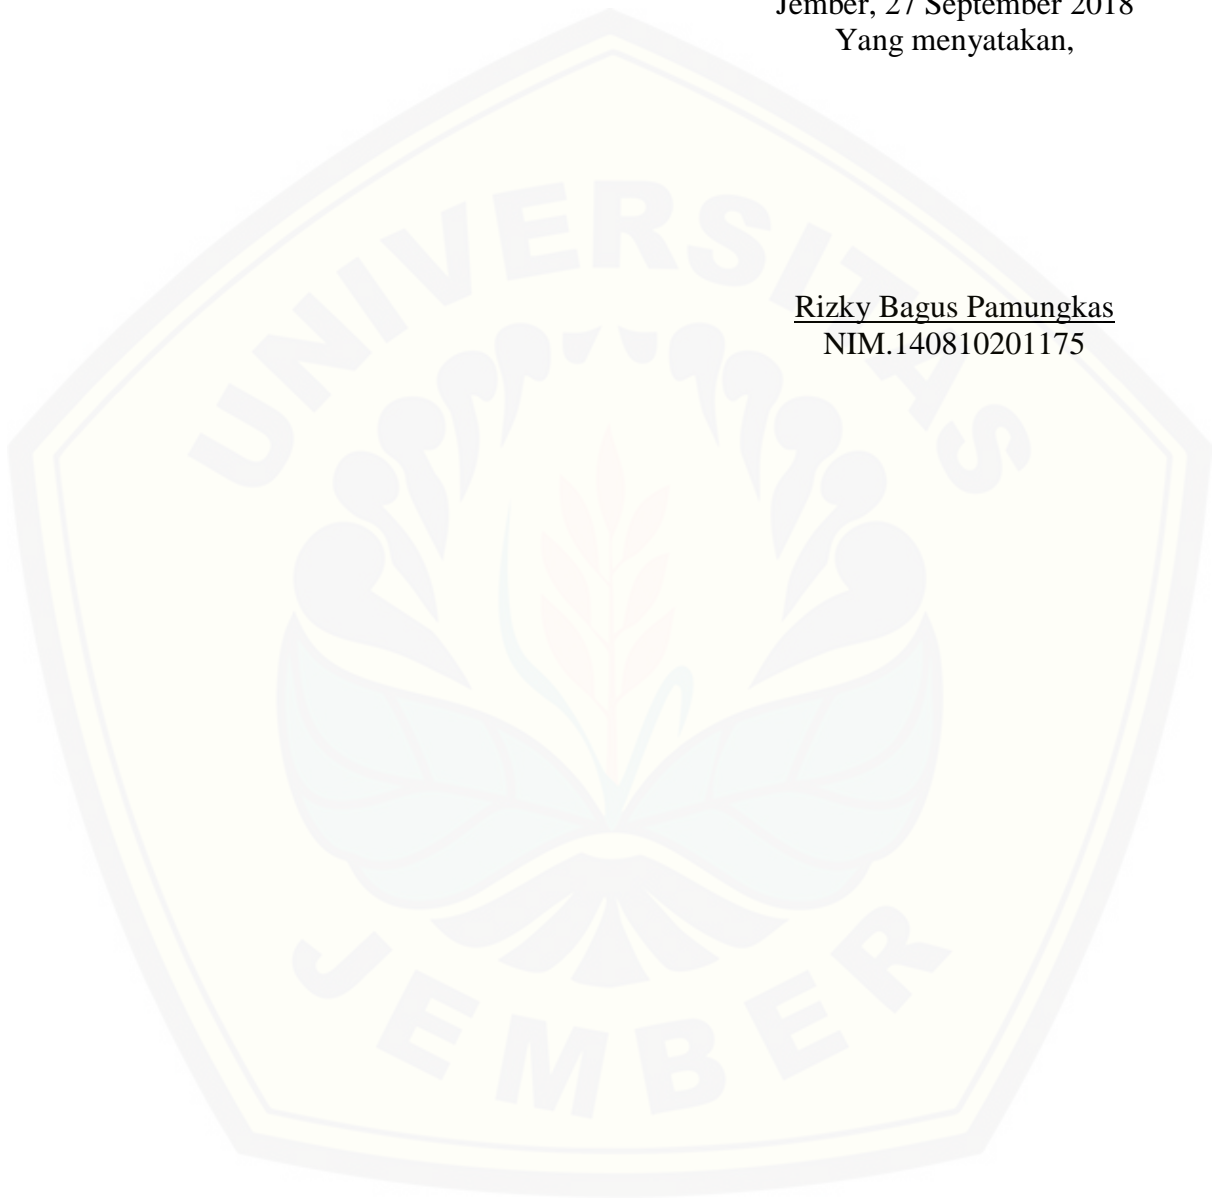 Jember, 27 September 2018
Yang menyatakan,
Rizky Bagus Pamungkas
NIM.140810201175
UNIVERSITAS
JEMBER